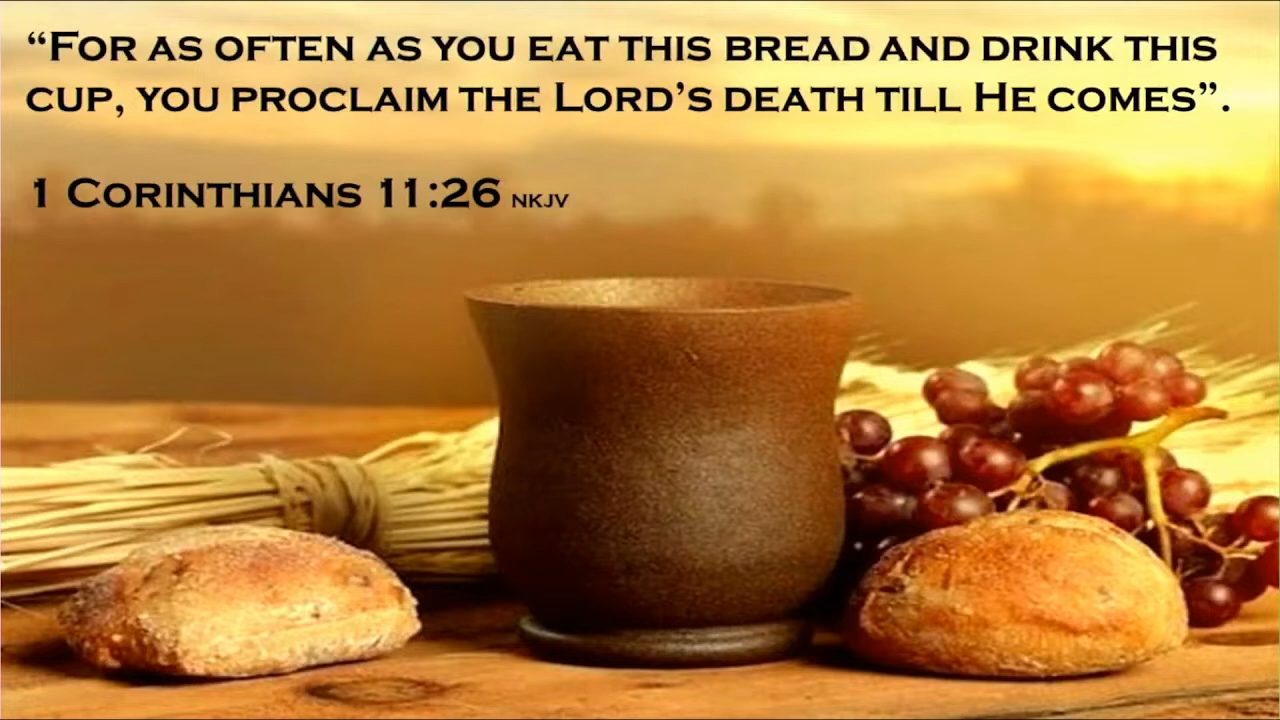 “For as often as you eat this bread and drink this
cup, you proclaim the Lord’s death till He comes”.
1 Corinthians 11:26 NKJV